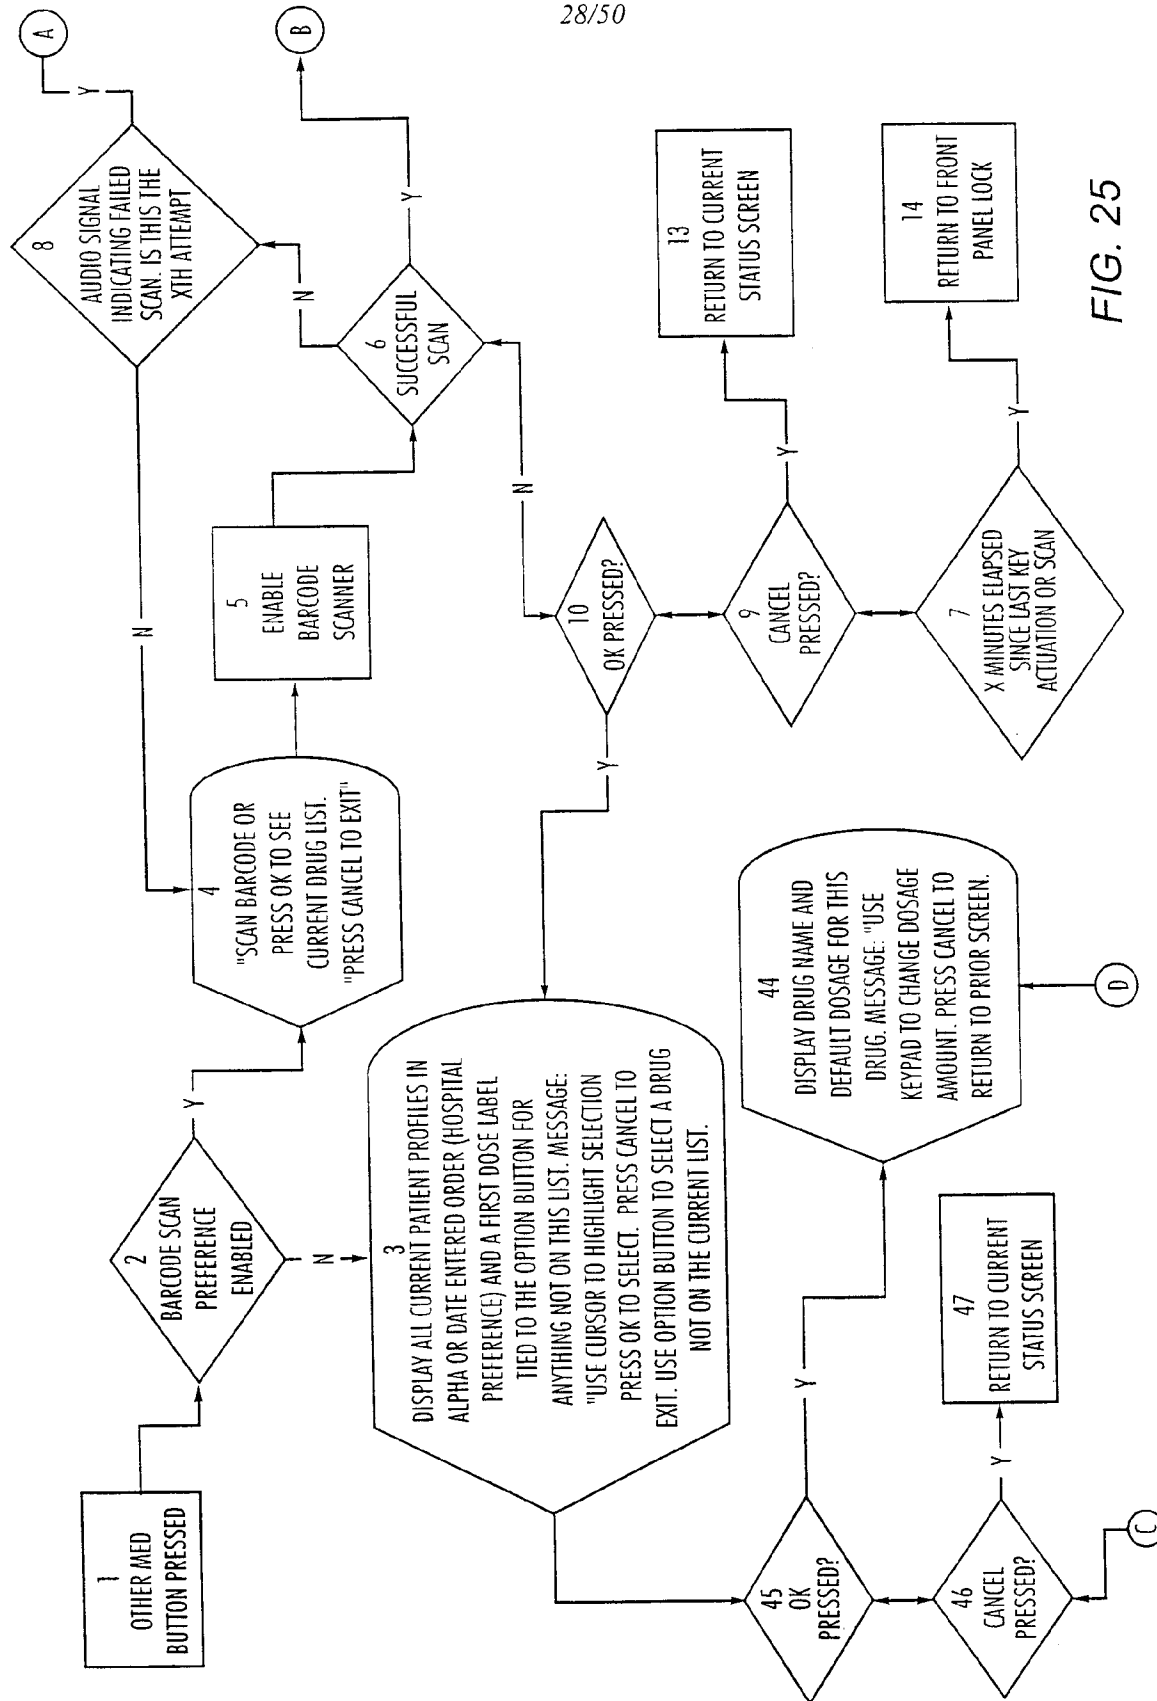 28/50
1
OTHER MED
BUTTON PRESSED
2
BARCODE SCAN
PREFERENCE
ENABLED
Y
N
4
"SCAN BARCODE OR
PRESS OK TO SEE
CURRENT DRUG LIST.
"PRESS CANCEL TO EXIT"
5
ENABLE
BARCODE
SCANNER
N
8
AUDIO SIGNAL
INDICATING FAILED
SCAN. IS THIS THE
XTH ATTEMPT
Y
A
N
6
SUCCESSFUL
SCAN
Y
B
3
DISPLAY ALL CURRENT PATIENT PROFILES IN
ALPHA OR DATE ENTERED ORDER (HOSPITAL
PREFERENCE) AND A FIRST DOSE LABEL
TIED TO THE OPTION BUTTON FOR
ANYTHING NOT ON THIS LIST. MESSAGE:
"USE CURSOR TO HIGHLIGHT SELECTION
PRESS OK TO SELECT. PRESS CANCEL TO
EXIT. USE OPTION BUTTON TO SELECT A DRUG
NOT ON THE CURRENT LIST.
Y
N
10
OK PRESSED?
9
CANCEL
PRESSED?
Y
13
RETURN TO CURRENT
STATUS SCREEN
7
X MINUTES ELAPSED
SINCE LAST KEY
ACTUATION OR SCAN
Y
14
RETURN TO FRONT
PANEL LOCK
45
OK
PRESSED?
Y
44
DISPLAY DRUG NAME AND
DEFAULT DOSAGE FOR THIS
DRUG. MESSAGE: "USE
KEYPAD TO CHANGE DOSAGE
AMOUNT. PRESS CANCEL TO
RETURN TO PRIOR SCREEN.
D
46
CANCEL
PRESSED?
Y
47
RETURN TO CURRENT
STATUS SCREEN
C
FIG. 25